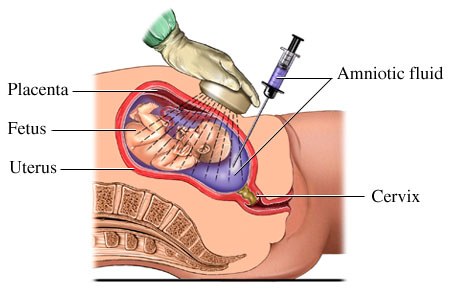 Placenta
Fetus
Uterus
Amniotic fluid
Cervix